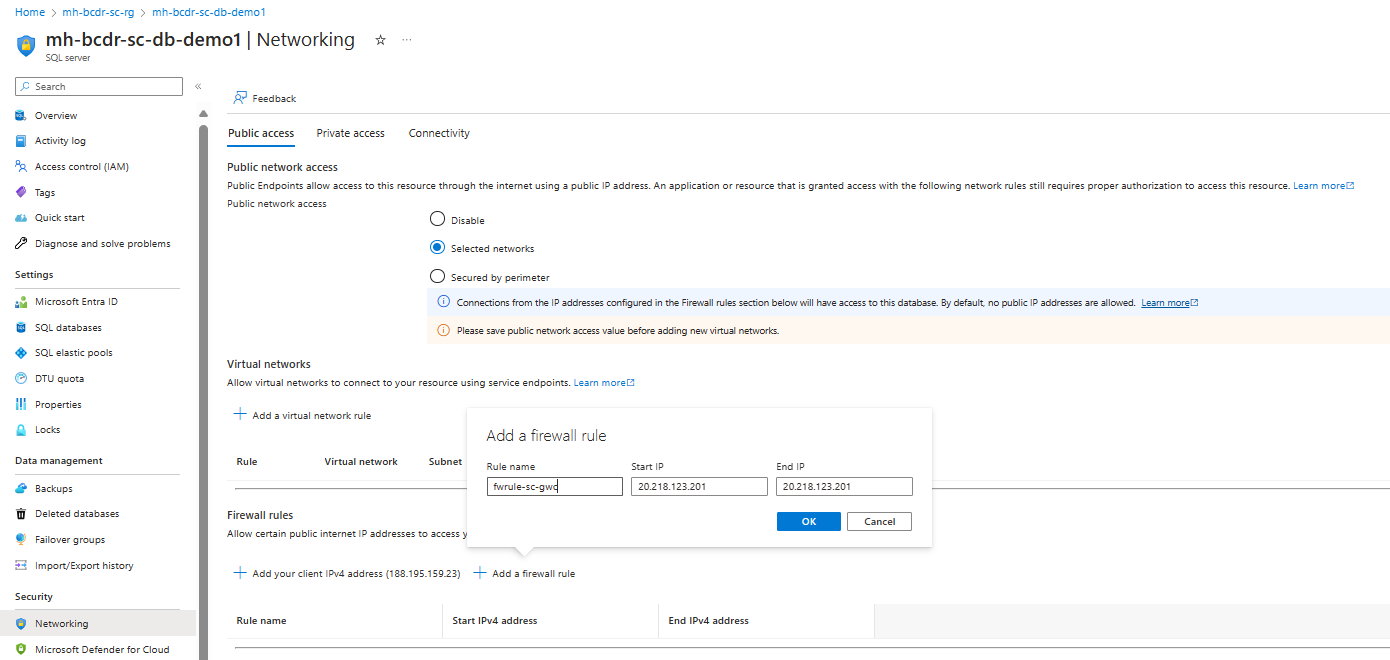 Home > mh-bcdr-sc-rg > mh-bcdr-sc-db-demo1
mh-bcdr-sc-db-demo1 | Networking
SQL server
Search
Overview
Activity log
Access control (IAM)
Tags
Quick start
Diagnose and solve problems
Settings
Microsoft Entra ID
SQL databases
SQL elastic pools
DTU quota
Properties
Locks
Data management
Backups
Deleted databases
Failover groups
Import/Export history
Security
Networking
Microsoft Defender for Cloud
Feedback
Public access Private access Connectivity
Public network access
Public Endpoints allow access to this resource through the internet using a public IP address. An application or resource that is granted access with the following network rules still requires proper authorization to access this resource. Learn more
Public network access
Disable
Selected networks
Secured by perimeter
Connections from the IP addresses configured in the Firewall rules section below will have access to this database. By default, no public IP addresses are allowed. Learn more
Please save public network access value before adding new virtual networks.
Virtual networks
Allow virtual networks to connect to your resource using service endpoints. Learn more
Add a virtual network rule
Rule Virtual network Subnet
Add a firewall rule
Rule name Start IP End IP
fwrule-sc-gwc 20.218.123.201 20.218.123.201
OK Cancel
Firewall rules
Allow certain public internet IP addresses to access y
Add your client IPv4 address (188.195.159.23) Add a firewall rule
Rule name Start IPv4 address End IPv4 address